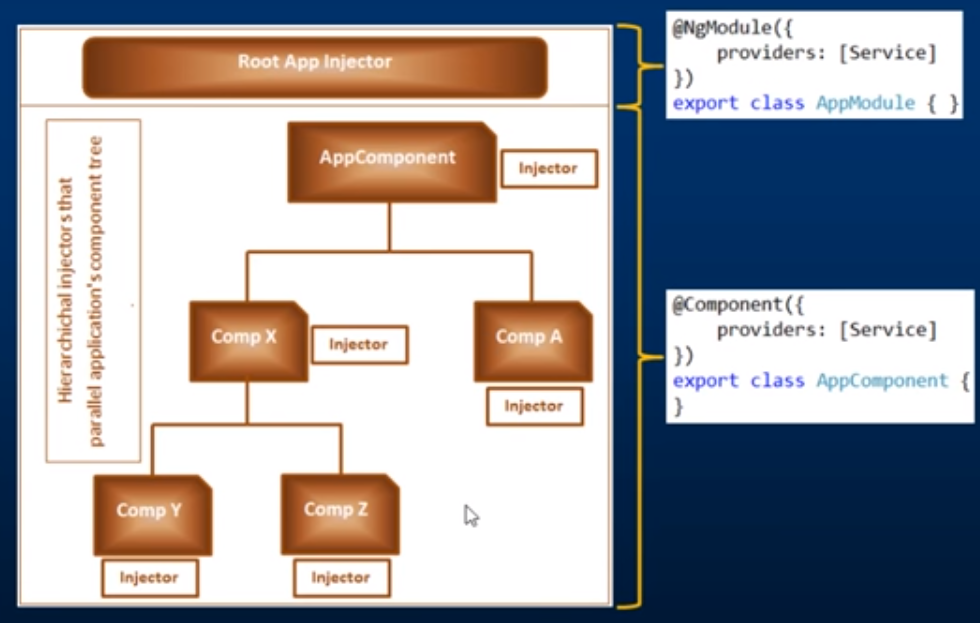 Root App Injector
Hierarchichal injectors that
parallel application's component tree
AppComponent
Injector
Comp X
Injector
Comp A
Injector
Comp Y
Injector
Comp Z
Injector
@NgModule({
    providers: [Service]
})
export class AppModule { }
@Component({
    providers: [Service]
})
export class AppComponent {
}